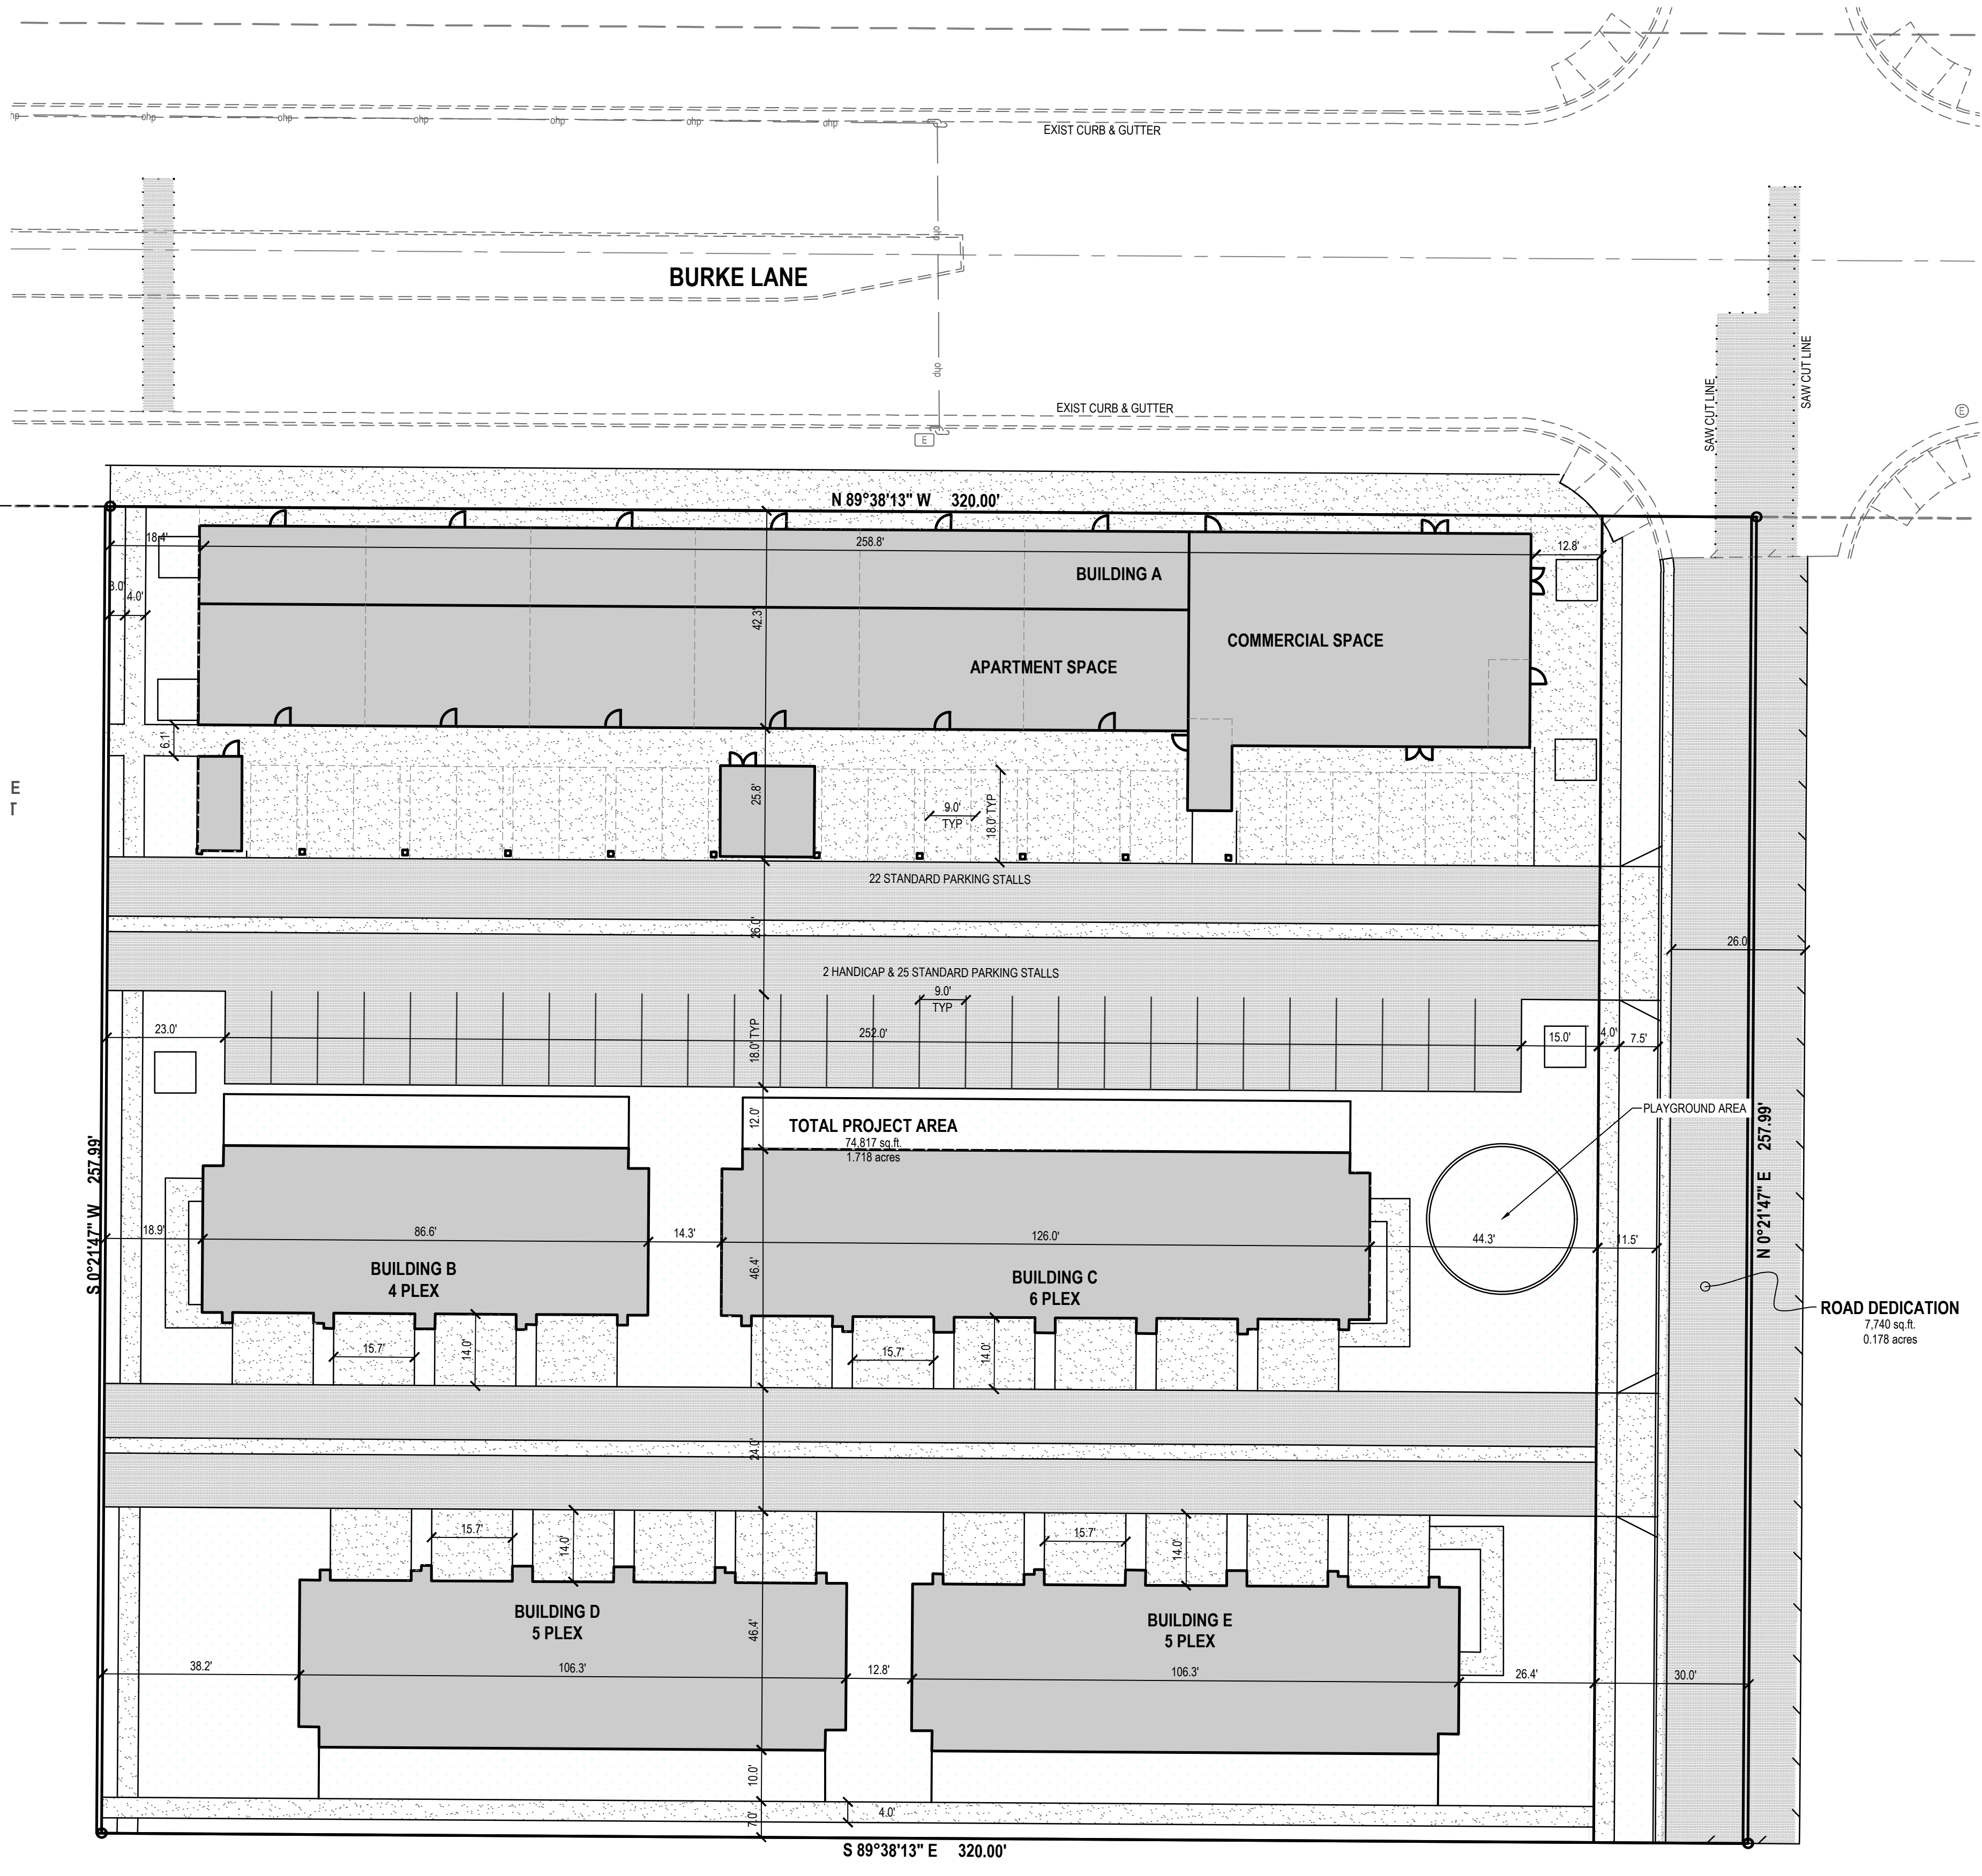 ohp ohp ohp ohp ohp ohp
EXIST CURB & GUTTER
ohp
BURKE LANE
ohp
SAW CUT LINE
SAW CUT LINE
EXIST CURB & GUTTER
E
E
N 89°38'13" W 320.00'
18.4'
258.8'
12.8'
BUILDING A
3.0'
4.0'
42.3'
COMMERCIAL SPACE
APARTMENT SPACE
6.1'
E
T
25.8'
9.0'
TYP
18.0' TYP
22 STANDARD PARKING STALLS
26.0'
26.0'
2 HANDICAP & 25 STANDARD PARKING STALLS
9.0'
TYP
23.0'
18.0' TYP
252.0'
15.0'
4.0'
7.5'
PLAYGROUND AREA
12.0'
TOTAL PROJECT AREA
74,817 sq.ft.
1.718 acres
S 0°21'47" W 257.99'
N 0°21'47" E 257.99'
18.9'
86.6'
14.3'
126.0'
44.3'
11.5'
46.4'
BUILDING B
4 PLEX
BUILDING C
6 PLEX
ROAD DEDICATION
7,740 sq.ft.
0.178 acres
15.7'
14.0'
15.7'
14.0'
24.0'
15.7'
14.0'
15.7'
14.0'
BUILDING D
5 PLEX
46.4'
BUILDING E
5 PLEX
38.2'
106.3'
12.8'
106.3'
26.4'
30.0'
10.0'
7.0'
4.0'
S 89°38'13" E 320.00'